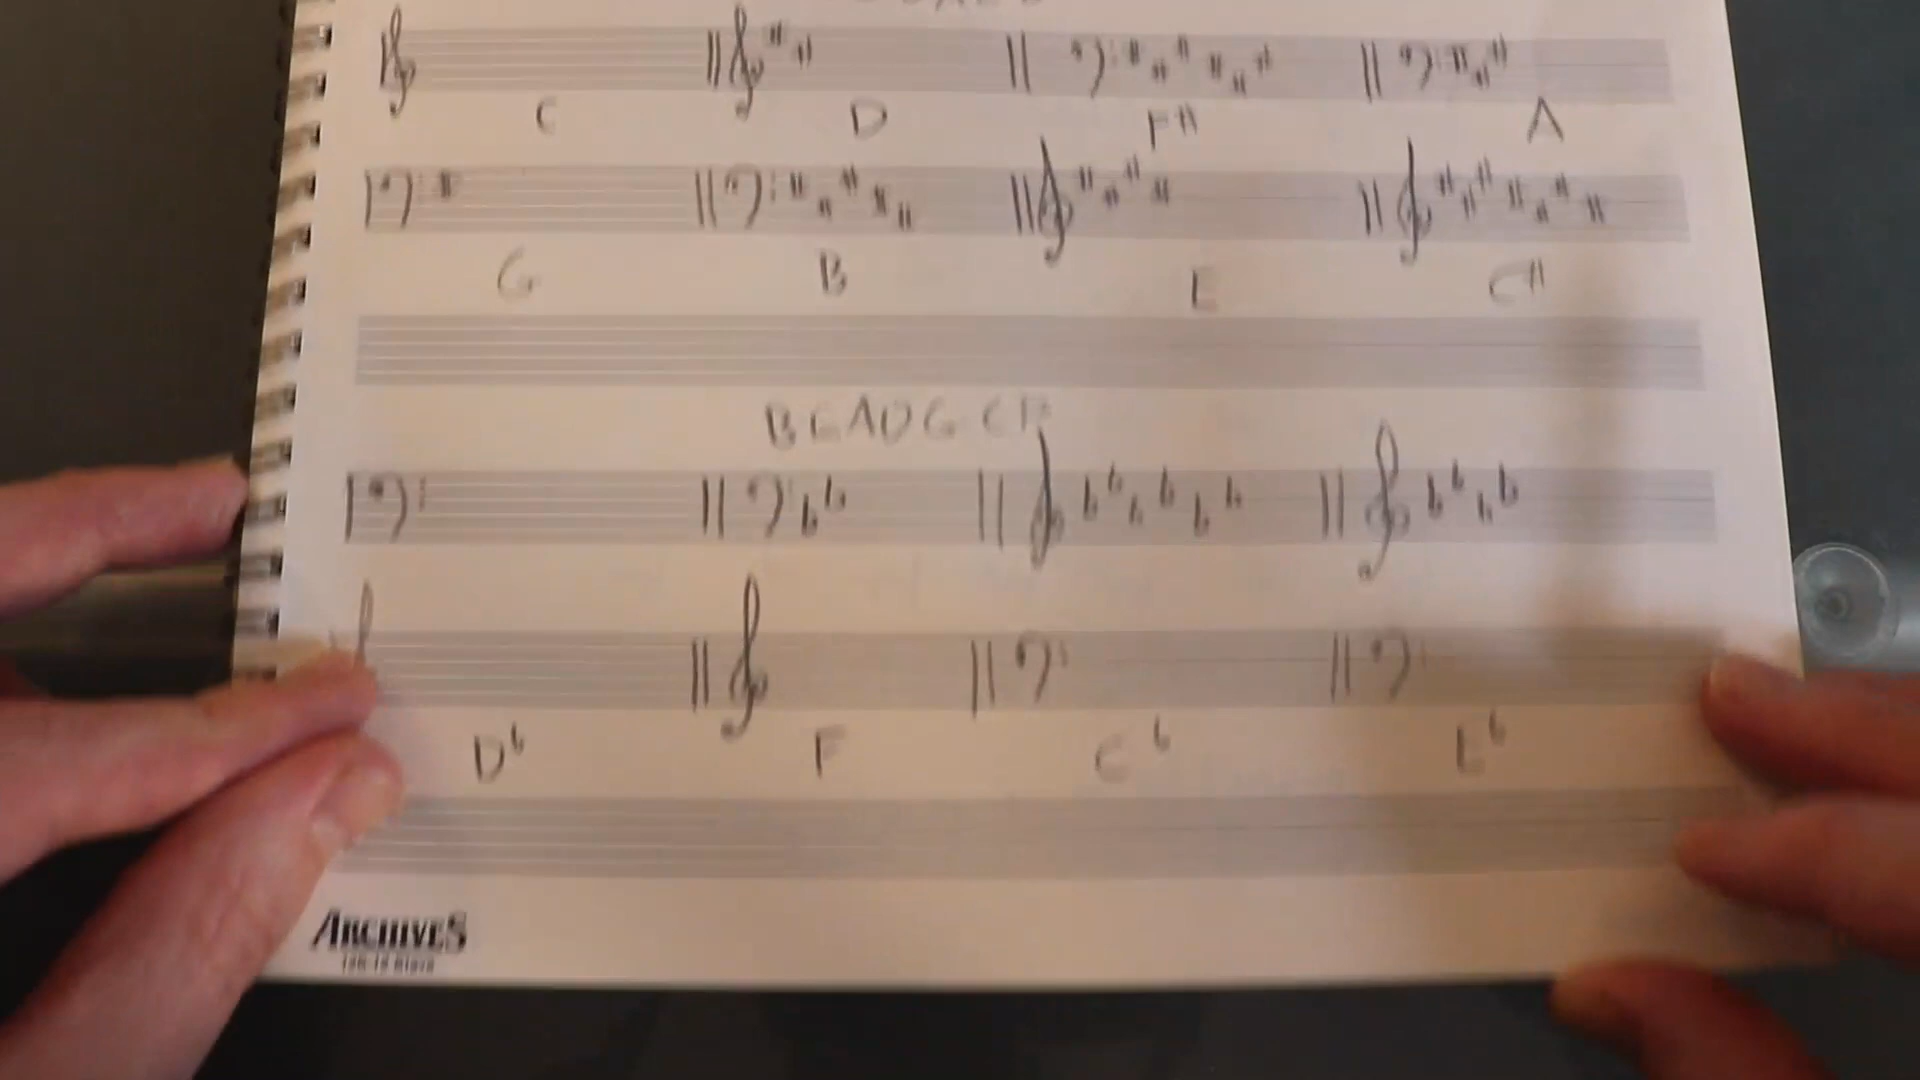 C D F# A
G B E C#
BEADGCF
D♭ F C♭ E♭
ARCHIVES